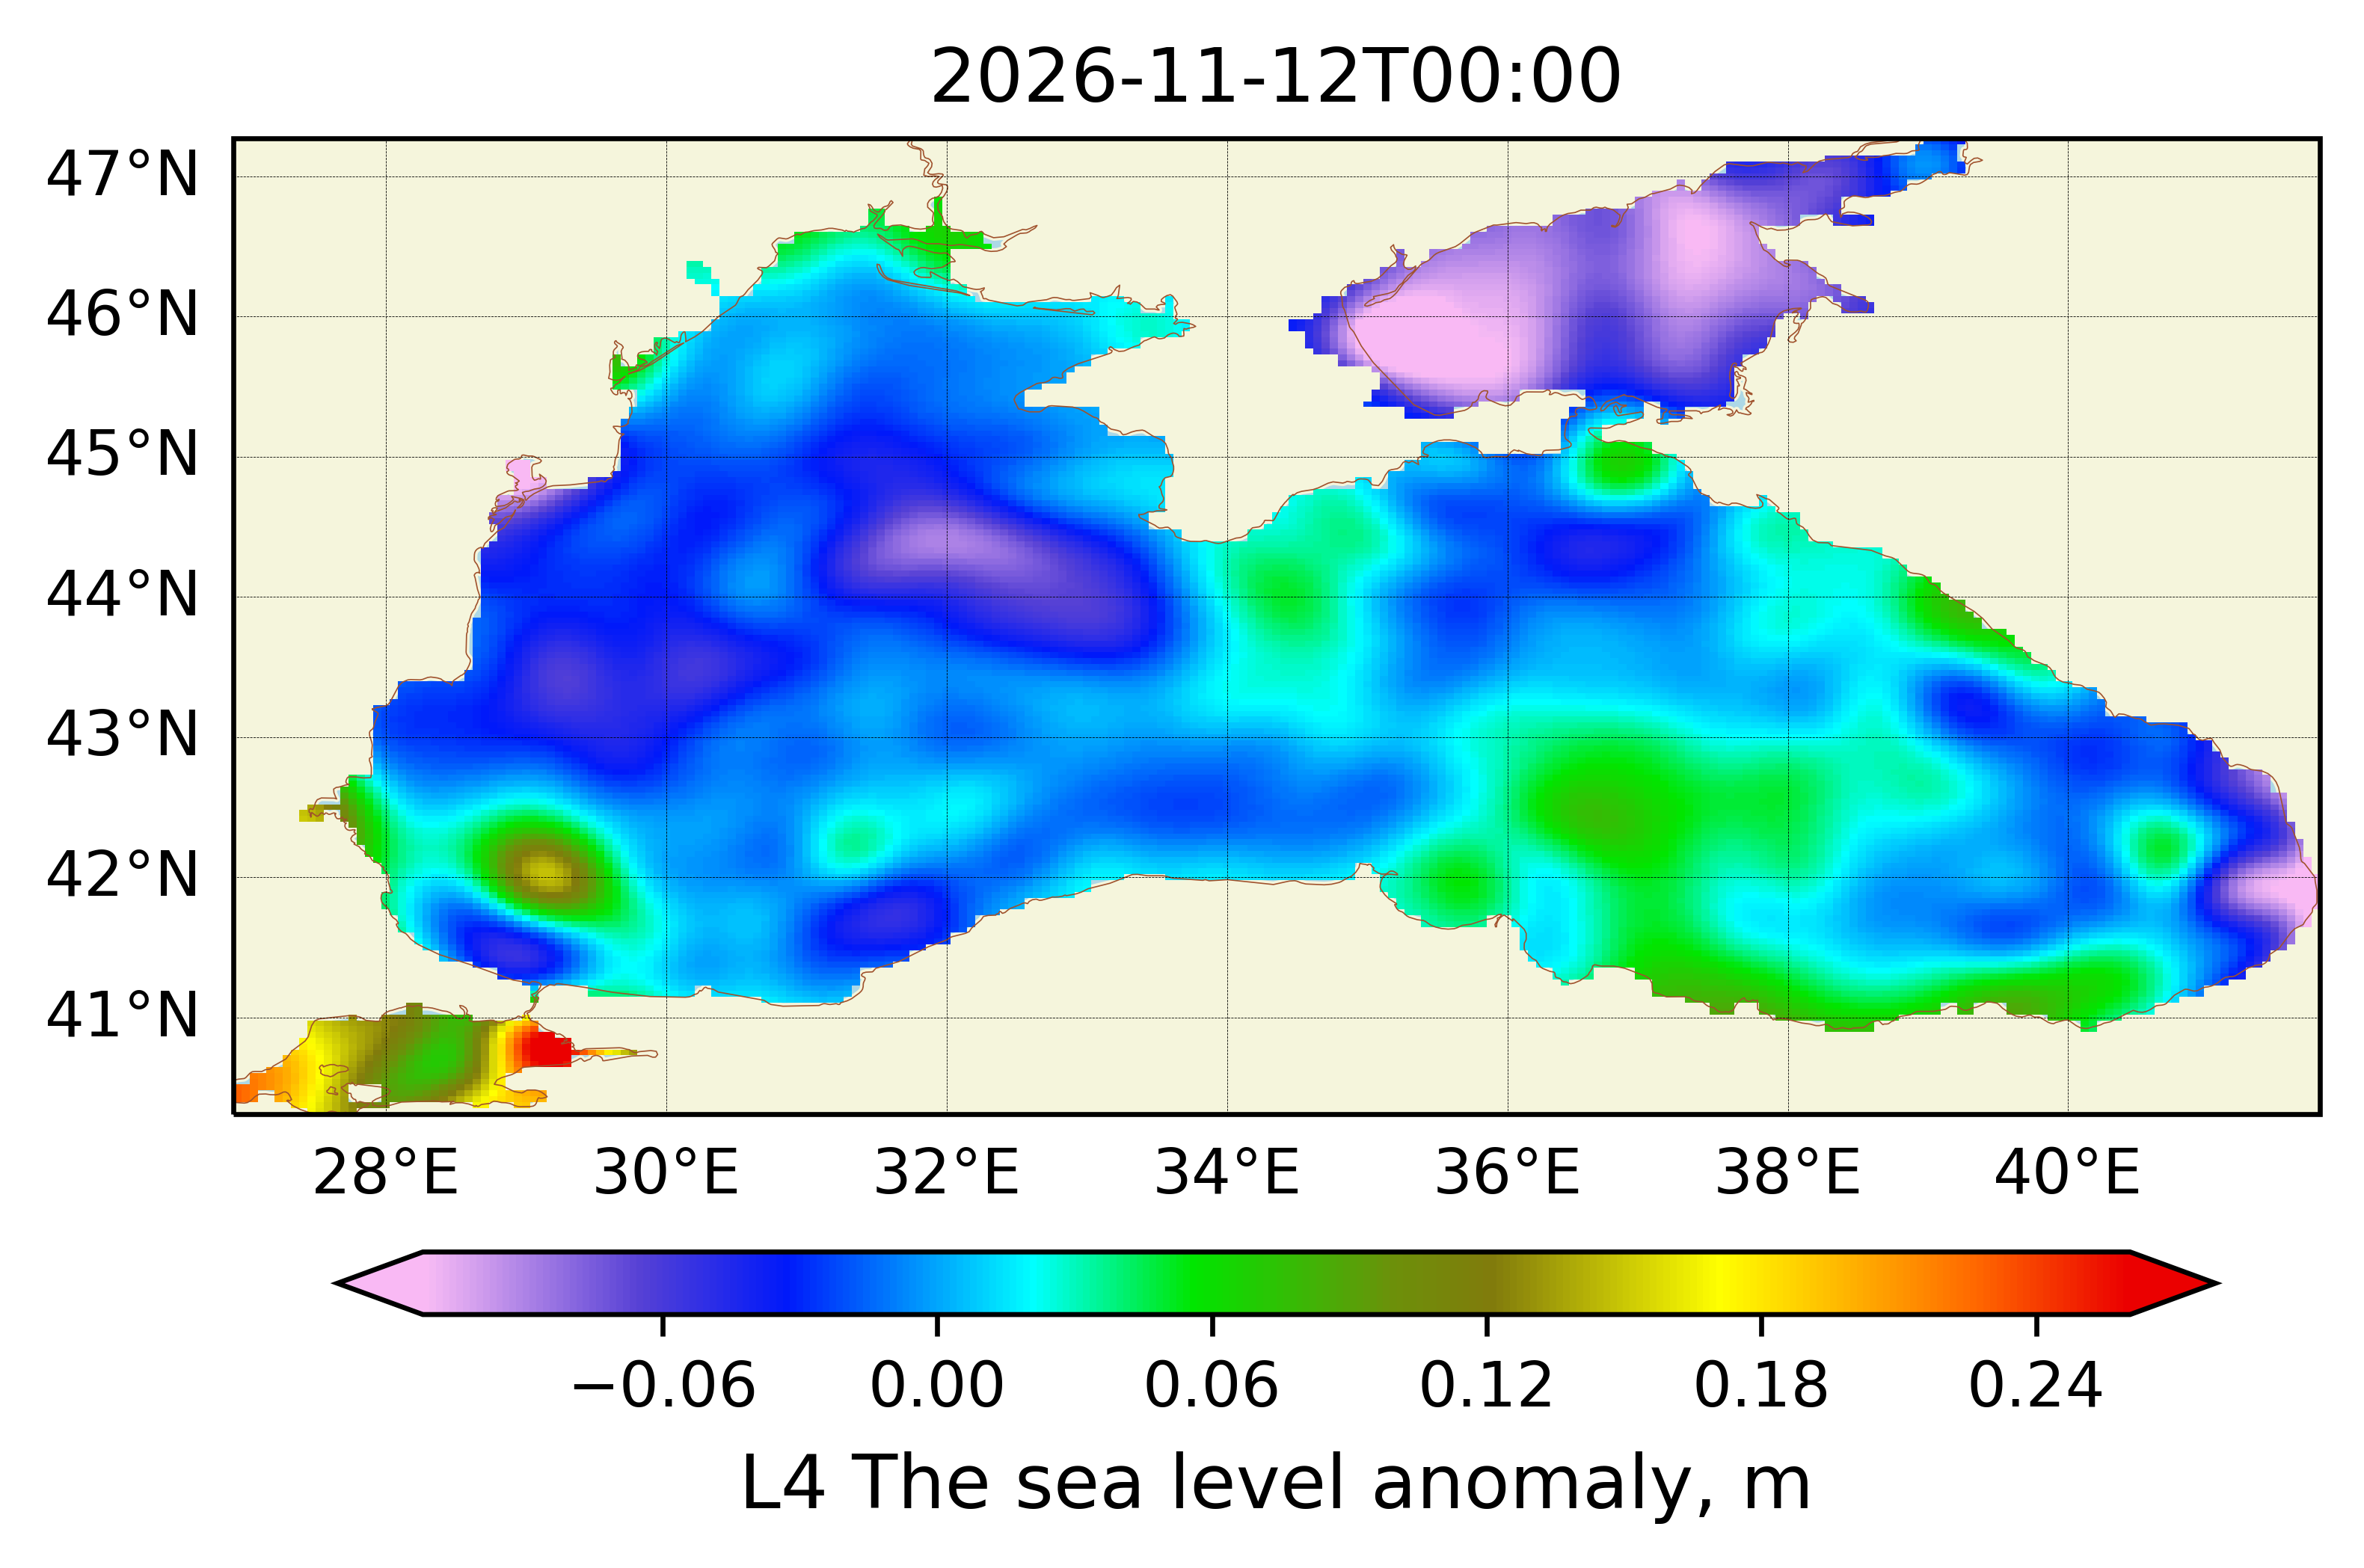 2026-11-12T00:00
47°N
46°N
45°N
44°N
43°N
42°N
41°N
28°E 30°E 32°E 34°E 36°E 38°E 40°E
−0.06 0.00 0.06 0.12 0.18 0.24
L4 The sea level anomaly, m